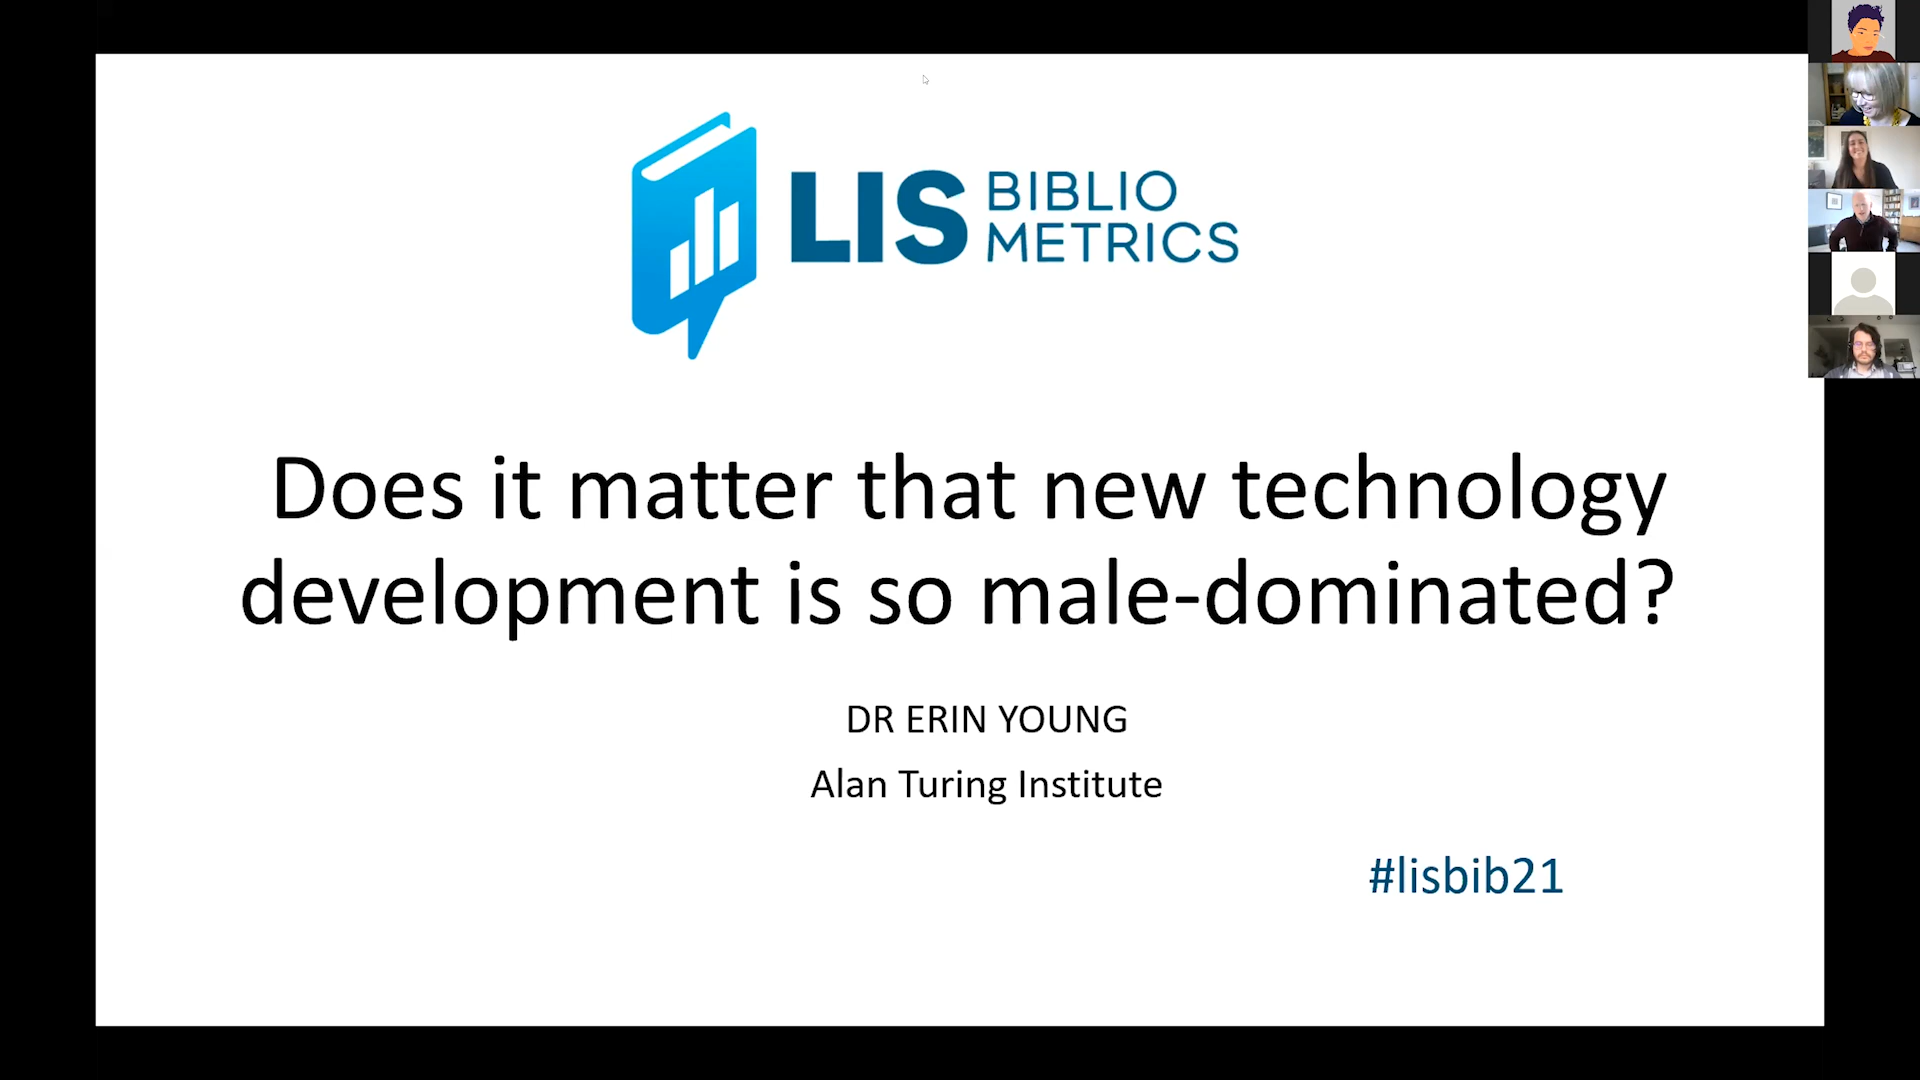 LIS BIBLIO
METRICS
Does it matter that new technology
development is so male-dominated?
DR ERIN YOUNG
Alan Turing Institute
#lisbib21